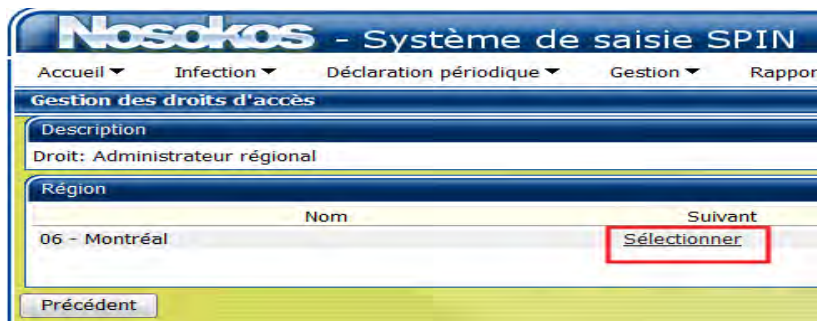 Nosokos - Système de saisie SPIN
Accueil Infection Déclaration périodique Gestion Rappor
Gestion des droits d'accès
Description
Droit: Administrateur régional
Région
Nom Suivant
06 - Montréal Sélectionner
Précédent